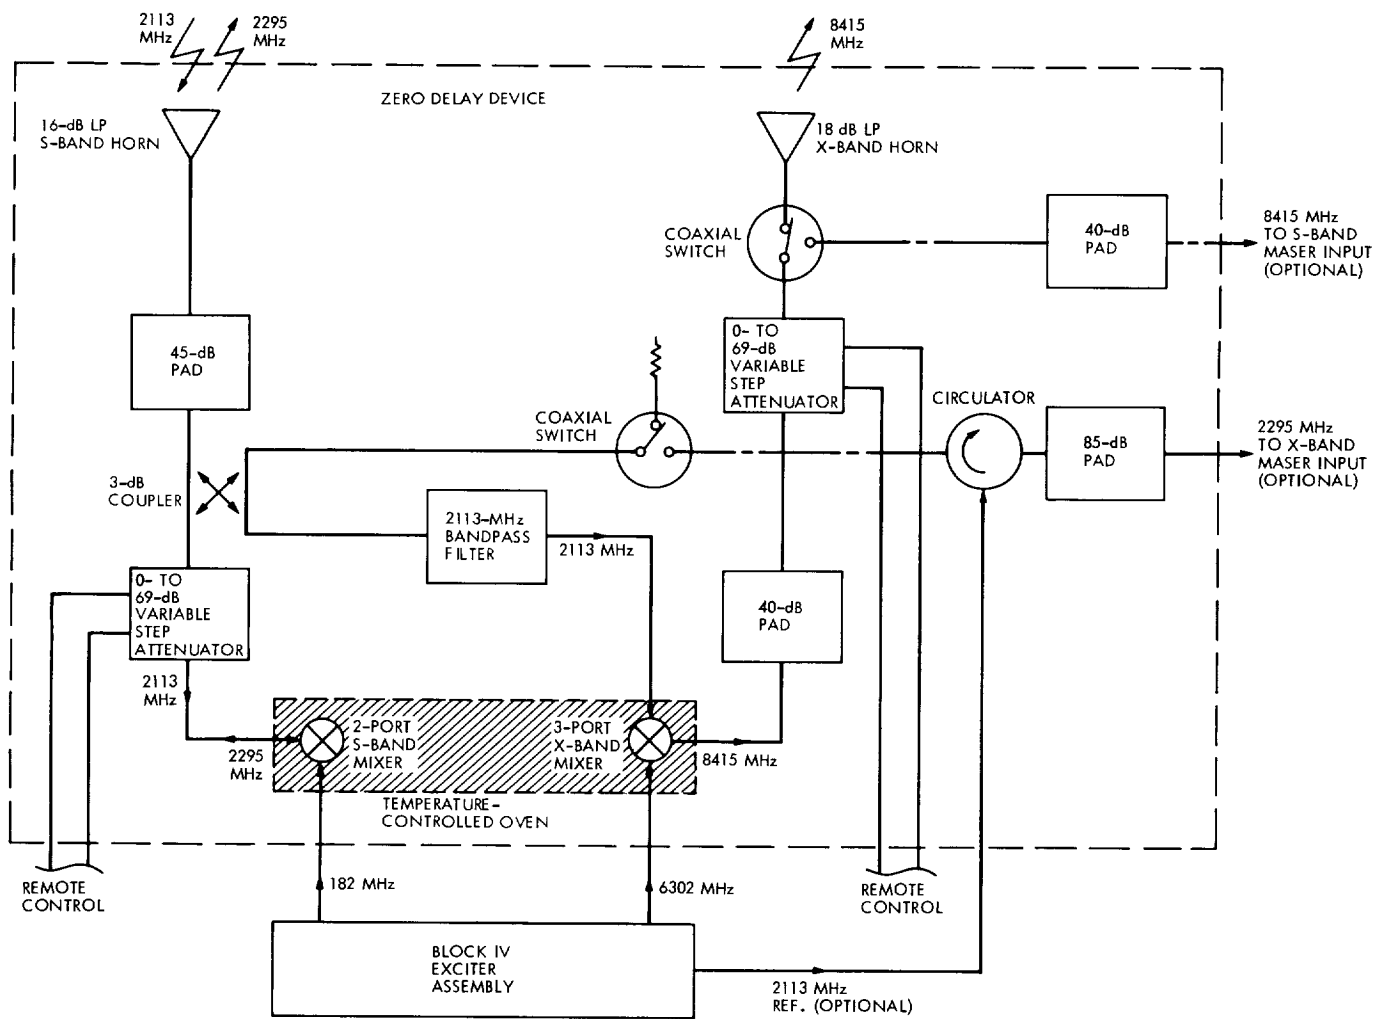 2113
MHz
2295
MHz
8415
MHz
ZERO DELAY DEVICE
16-dB LP
S-BAND HORN
18 dB LP
X-BAND HORN
COAXIAL
SWITCH
40-dB
PAD
8415 MHz
TO S-BAND
MASER INPUT
(OPTIONAL)
45-dB
PAD
0- TO
69-dB
VARIABLE
STEP
ATTENUATOR
COAXIAL
SWITCH
CIRCULATOR
85-dB
PAD
2295 MHz
TO X-BAND
MASER INPUT
(OPTIONAL)
3-dB
COUPLER
2113-MHz
BANDPASS
FILTER
2113 MHz
0- TO
69-dB
VARIABLE
STEP
ATTENUATOR
40-dB
PAD
2113
MHz
2295
MHz
2-PORT
S-BAND
MIXER
3-PORT
X-BAND
MIXER
8415 MHz
TEMPERATURE-
CONTROLLED OVEN
REMOTE
CONTROL
182 MHz
6302 MHz
REMOTE
CONTROL
BLOCK IV
EXCITER
ASSEMBLY
2113 MHz
REF. (OPTIONAL)